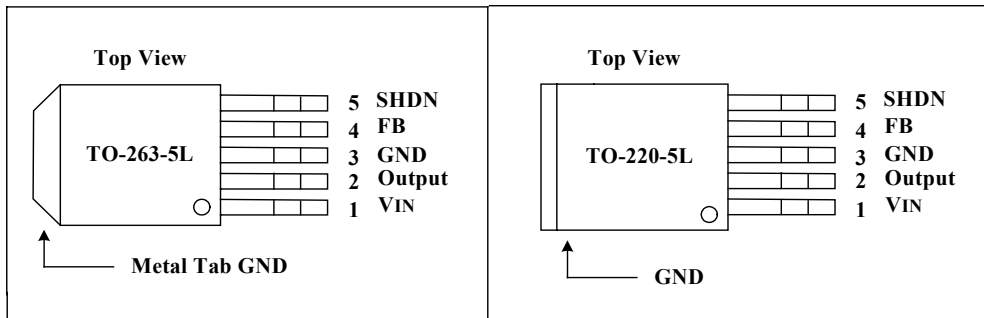 Top View
TO-263-5L
5 SHDN
4 FB
3 GND
2 Output
1 VIN
Metal Tab GND
Top View
TO-220-5L
5 SHDN
4 FB
3 GND
2 Output
1 VIN
GND